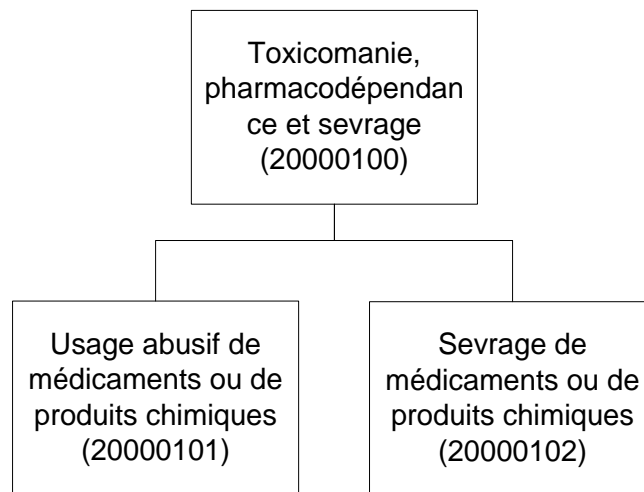 Toxicomanie,
pharmacodépendan
ce et sevrage
(20000100)
Usage abusif de
médicaments ou de
produits chimiques
(20000101)
Sevrage de
médicaments ou de
produits chimiques
(20000102)